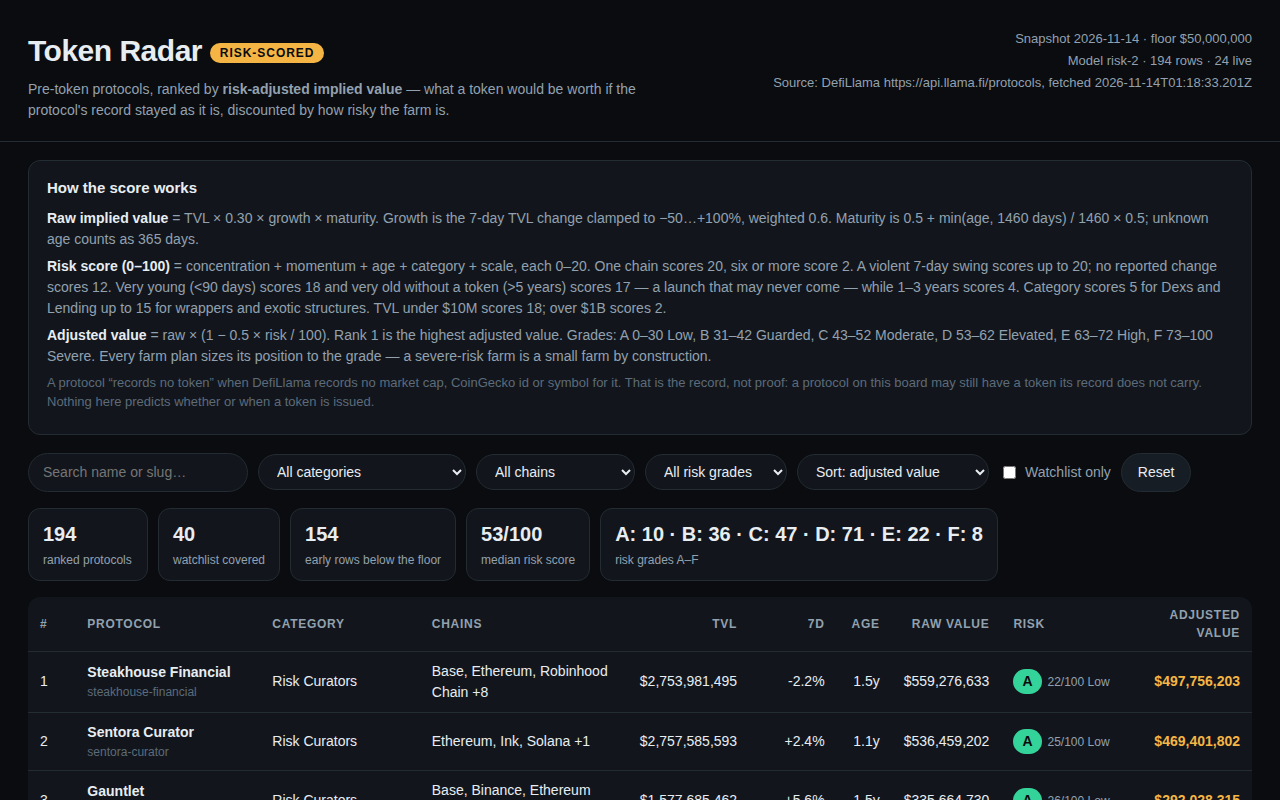 Token Radar RISK-SCORED
Pre-token protocols, ranked by risk-adjusted implied value — what a token would be worth if the
protocol's record stayed as it is, discounted by how risky the farm is.
Snapshot 2026-11-14 · floor $50,000,000
Model risk-2 · 194 rows · 24 live
Source: DefiLlama https://api.llama.fi/protocols, fetched 2026-11-14T01:18:33.201Z
How the score works
Raw implied value = TVL × 0.30 × growth × maturity. Growth is the 7-day TVL change clamped to −50…+100%, weighted 0.6. Maturity is 0.5 + min(age, 1460 days) / 1460 × 0.5; unknown
age counts as 365 days.
Risk score (0–100) = concentration + momentum + age + category + scale, each 0–20. One chain scores 20, six or more score 2. A violent 7-day swing scores up to 20; no reported change
scores 12. Very young (<90 days) scores 18 and very old without a token (>5 years) scores 17 — a launch that may never come — while 1–3 years scores 4. Category scores 5 for Dexs and
Lending up to 15 for wrappers and exotic structures. TVL under $10M scores 18; over $1B scores 2.
Adjusted value = raw × (1 − 0.5 × risk / 100). Rank 1 is the highest adjusted value. Grades: A 0–30 Low, B 31–42 Guarded, C 43–52 Moderate, D 53–62 Elevated, E 63–72 High, F 73–100
Severe. Every farm plan sizes its position to the grade — a severe-risk farm is a small farm by construction.
A protocol “records no token” when DefiLlama records no market cap, CoinGecko id or symbol for it. That is the record, not proof: a protocol on this board may still have a token its record does not carry.
Nothing here predicts whether or when a token is issued.
Search name or slug… All categories All chains All risk grades Sort: adjusted value Watchlist only Reset
194 40 154 53/100 A: 10 · B: 36 · C: 47 · D: 71 · E: 22 · F: 8
ranked protocols watchlist covered early rows below the floor median risk score risk grades A–F
# PROTOCOL CATEGORY CHAINS TVL 7D AGE RAW VALUE RISK ADJUSTED VALUE
1 Steakhouse Financial steakhouse-financial Risk Curators Base, Ethereum, Robinhood Chain +8 $2,753,981,495 -2.2% 1.5y $559,276,633 A 22/100 Low $497,756,203
2 Sentora Curator sentora-curator Risk Curators Ethereum, Ink, Solana +1 $2,757,585,593 +2.4% 1.1y $536,459,202 A 25/100 Low $469,401,802
3 Gauntlet Risk Curators Base, Binance, Ethereum $1,577,685,462 +5.6% 1.5y $335,664,730 A 26/100 Low $292,028,315